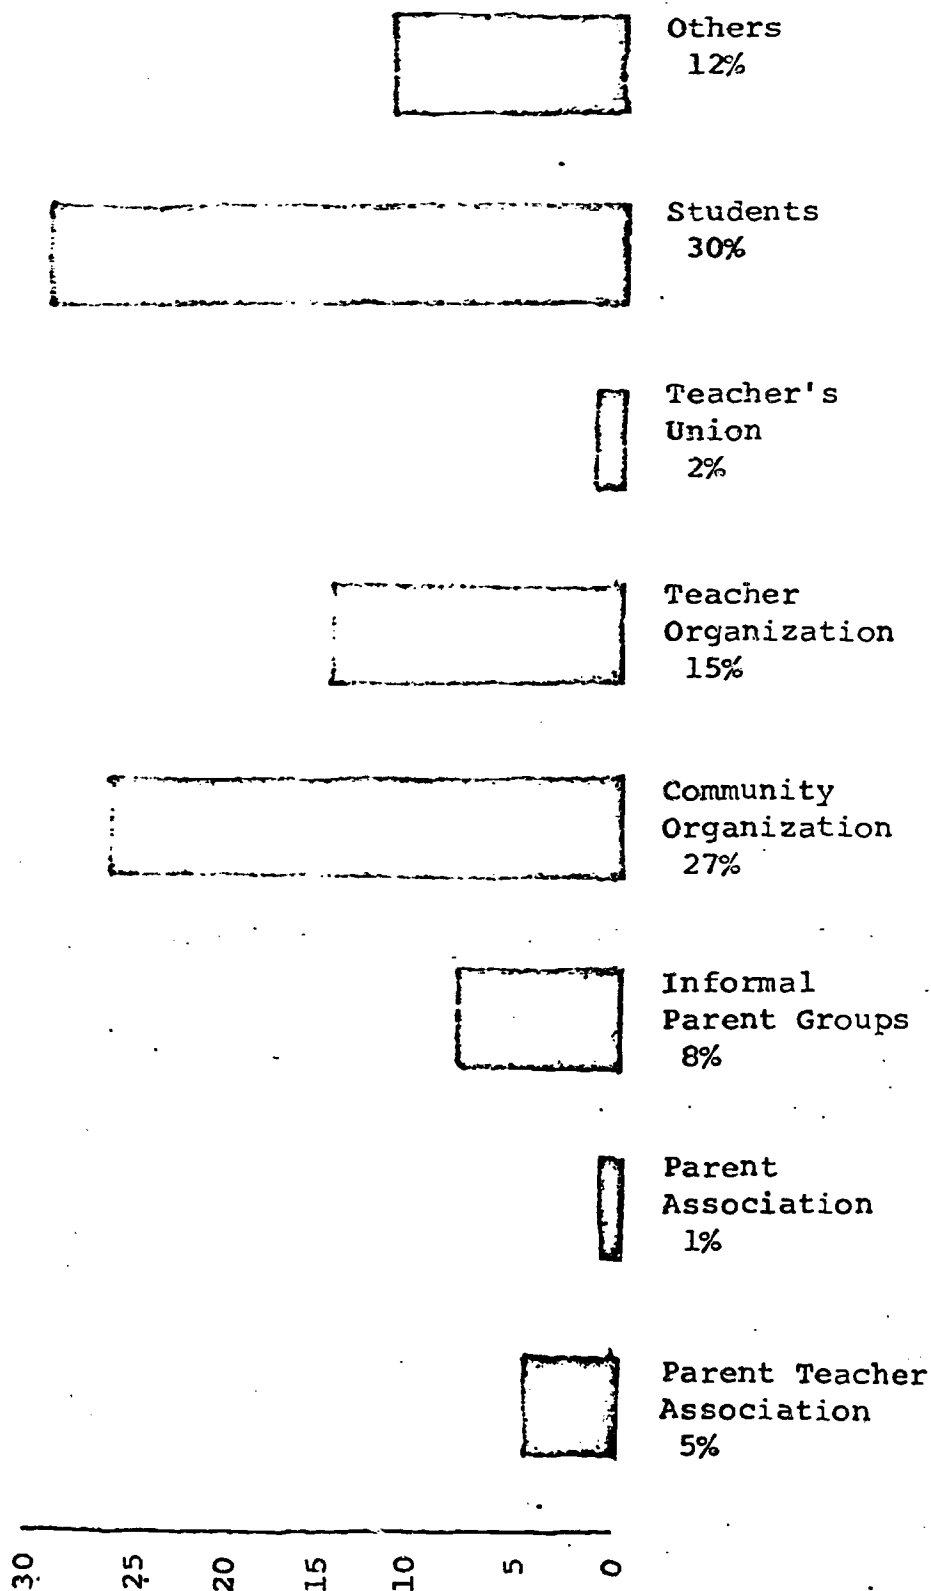 Others
12%
Students
30%
Teacher's
Union
2%
Teacher
Organization
15%
Community
Organization
27%
Informal
Parent Groups
8%
Parent
Association
1%
Parent Teacher
Association
5%
30
25
20
15
10
5
0